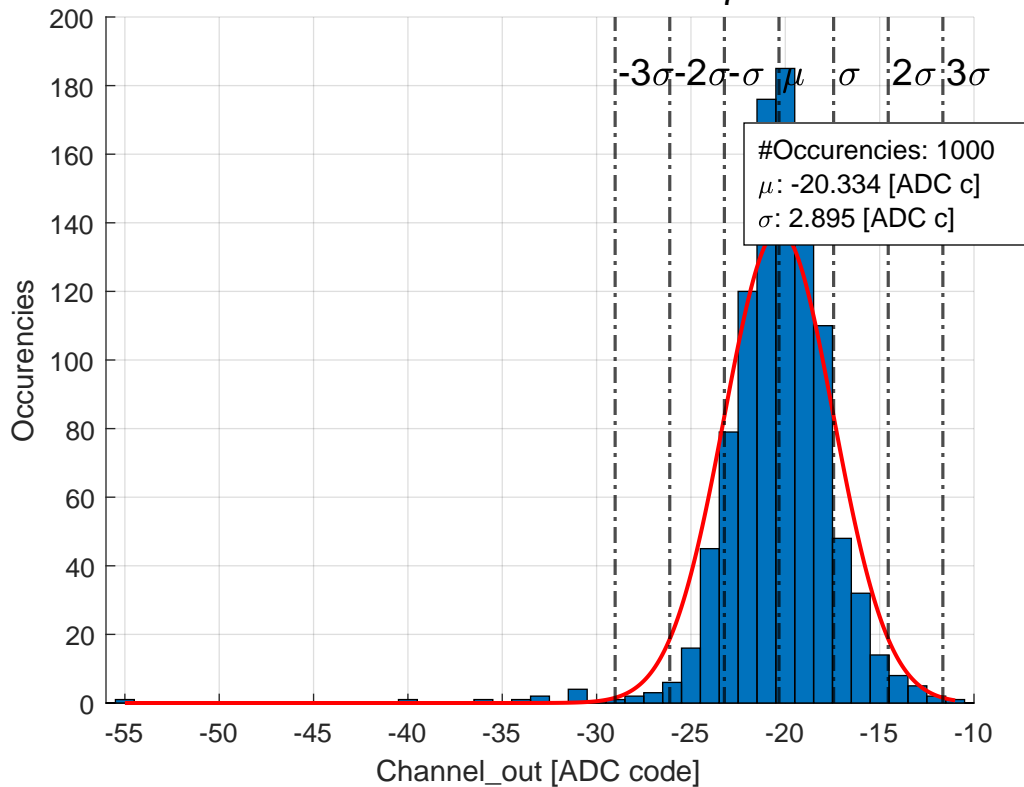 200
180
160
140
120
100
80
60
40
20
0
Occurencies
-3σ -2σ -σ μ σ 2σ 3σ
#Occurencies: 1000
μ: -20.334 [ADC c]
σ: 2.895 [ADC c]
-55 -50 -45 -40 -35 -30 -25 -20 -15 -10
Channel_out [ADC code]